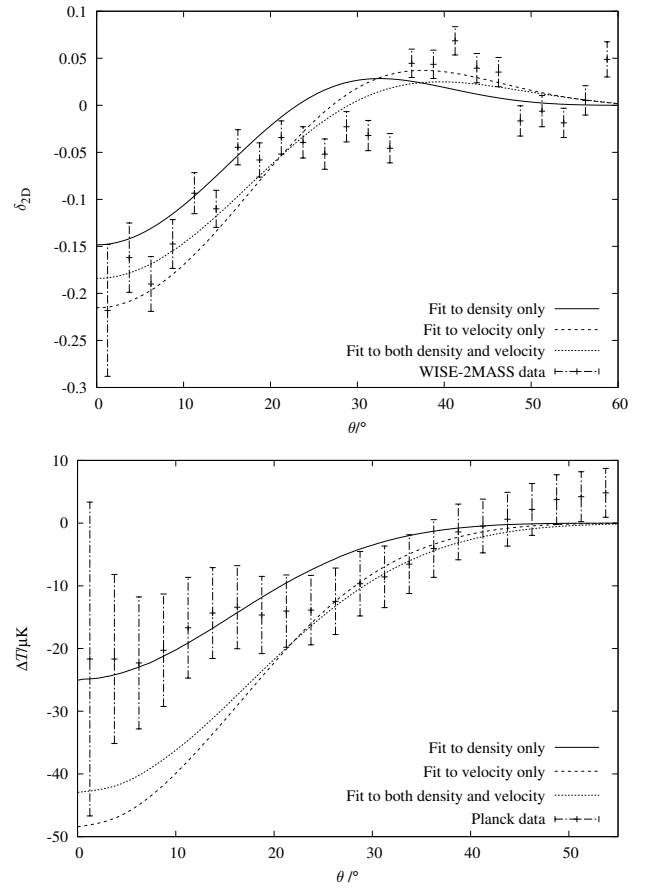 0.1
0.05
0
-0.05
-0.1
-0.15
-0.2
-0.25
-0.3
δ2D
Fit to density only
Fit to velocity only
Fit to both density and velocity
WISE-2MASS data
0 10 20 30 40 50 60
θ/°
10
0
-10
-20
-30
-40
-50
ΔT/μK
Fit to density only
Fit to velocity only
Fit to both density and velocity
Planck data
0 10 20 30 40 50
θ /°